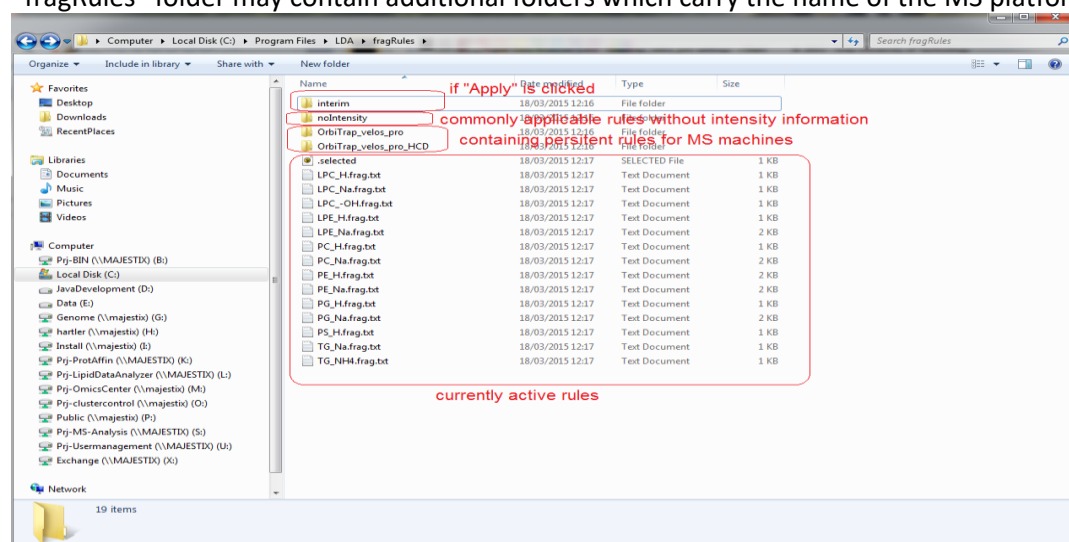 "fragRules" folder may contain additional folders which carry the name of the MS platfor
Computer ▸ Local Disk (C:) ▸ Program Files ▸ LDA ▸ fragRules ▸
Search fragRules
Organize Include in library Share with New folder
Name Date modified Type Size
if "Apply" is clicked
Favorites
Desktop
Downloads
RecentPlaces
Libraries
Documents
Music
Pictures
Videos
Computer
Prj-BIN (\\MAJESTIX) (B:)
Local Disk (C:)
JavaDevelopment (D:)
Data (E:)
Genome (\\majestix) (G:)
hartler (\\majestix) (H:)
Install (\\majestix) (I:)
Prj-ProtAffin (\\MAJESTIX) (K:)
Prj-LipidDataAnalyzer (\\MAJESTIX) (L:)
Prj-OmicsCenter (\\majestix) (M:)
Prj-clustercontrol (\\majestix) (O:)
Public (\\majestix) (P:)
Prj-MS-Analysis (\\MAJESTIX) (S:)
Prj-Usermanagement (\\MAJESTIX) (U:)
Exchange (\\MAJESTIX) (X:)
Network
interim 18/03/2015 12:16 File folder
noIntensity 18/03/2015 12:16 File folder
commonly applicable rules without intensity information
OrbiTrap_velos_pro 18/03/2015 12:16 File folder
containing persitent rules for MS machines
OrbiTrap_velos_pro_HCD 18/03/2015 12:16 File folder
.selected 18/03/2015 12:17 SELECTED File 1 KB
LPC_H.frag.txt 18/03/2015 12:17 Text Document 1 KB
LPC_Na.frag.txt 18/03/2015 12:17 Text Document 1 KB
LPC_-OH.frag.txt 18/03/2015 12:17 Text Document 1 KB
LPE_H.frag.txt 18/03/2015 12:17 Text Document 1 KB
LPE_Na.frag.txt 18/03/2015 12:17 Text Document 2 KB
PC_H.frag.txt 18/03/2015 12:17 Text Document 1 KB
PC_Na.frag.txt 18/03/2015 12:17 Text Document 2 KB
PE_H.frag.txt 18/03/2015 12:17 Text Document 2 KB
PE_Na.frag.txt 18/03/2015 12:17 Text Document 2 KB
PG_H.frag.txt 18/03/2015 12:17 Text Document 1 KB
PG_Na.frag.txt 18/03/2015 12:17 Text Document 2 KB
PS_H.frag.txt 18/03/2015 12:17 Text Document 1 KB
TG_Na.frag.txt 18/03/2015 12:17 Text Document 1 KB
TG_NH4.frag.txt 18/03/2015 12:17 Text Document 1 KB
currently active rules
19 items